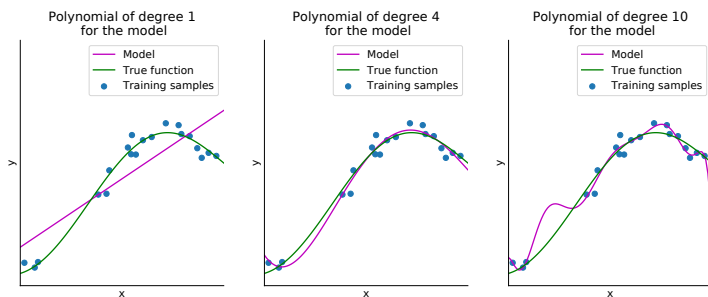 Polynomial of degree 1
for the model
Model
True function
Training samples
y
x
Polynomial of degree 4
for the model
Model
True function
Training samples
y
x
Polynomial of degree 10
for the model
Model
True function
Training samples
y
x